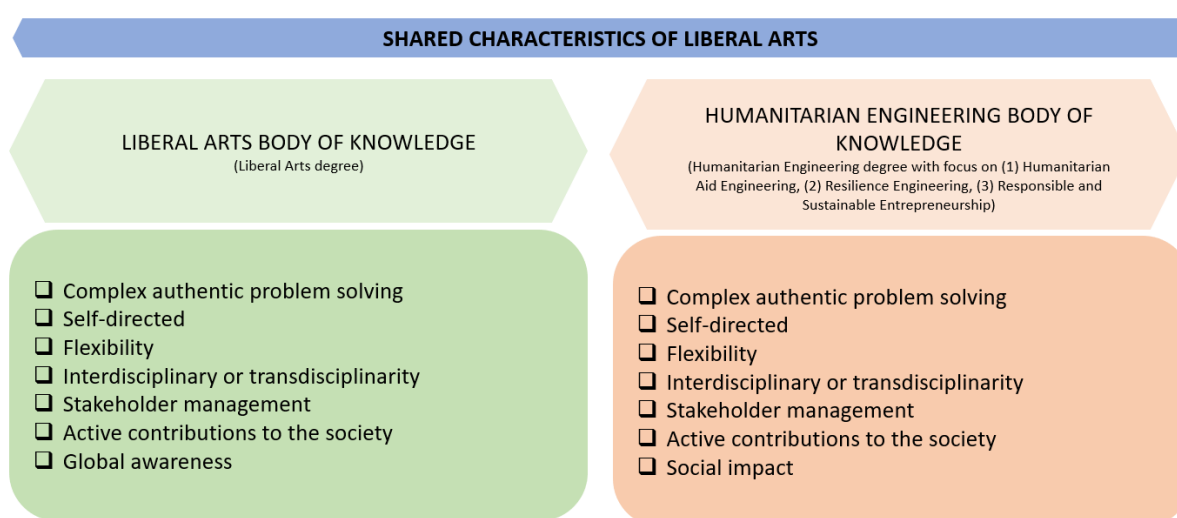 SHARED CHARACTERISTICS OF LIBERAL ARTS
LIBERAL ARTS BODY OF KNOWLEDGE
(Liberal Arts degree)
HUMANITARIAN ENGINEERING BODY OF
KNOWLEDGE
(Humanitarian Engineering degree with focus on (1) Humanitarian
Aid Engineering, (2) Resilience Engineering, (3) Responsible and
Sustainable Entrepreneurship)
❑ Complex authentic problem solving
❑ Self-directed
❑ Flexibility
❑ Interdisciplinary or transdisciplinarity
❑ Stakeholder management
❑ Active contributions to the society
❑ Global awareness
❑ Complex authentic problem solving
❑ Self-directed
❑ Flexibility
❑ Interdisciplinary or transdisciplinarity
❑ Stakeholder management
❑ Active contributions to the society
❑ Social impact